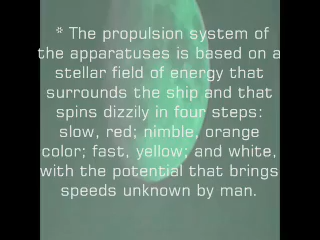 * The propulsion system of
the apparatuses is based on a
stellar field of energy that
surrounds the ship and that
spins dizzily in four steps:
slow, red; nimble, orange
color; fast, yellow; and white,
with the potential that brings
speeds unknown by man.